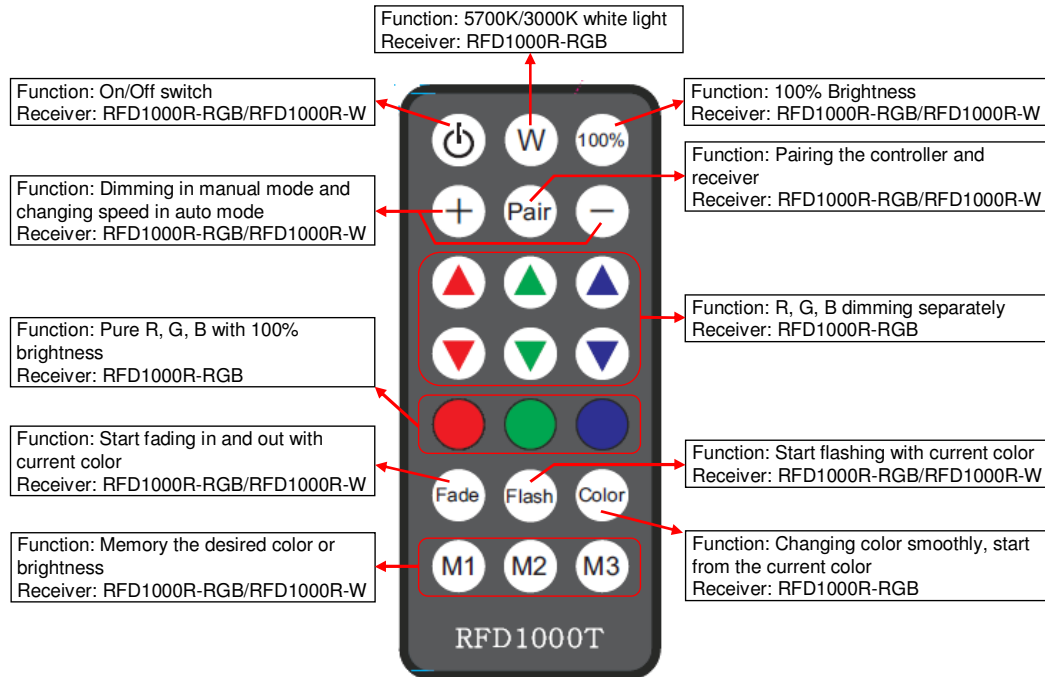 Function: 5700K/3000K white light
Receiver: RFD1000R-RGB
Function: On/Off switch
Receiver: RFD1000R-RGB/RFD1000R-W
Function: 100% Brightness
Receiver: RFD1000R-RGB/RFD1000R-W
W
100%
Function: Pairing the controller and
receiver
Receiver: RFD1000R-RGB/RFD1000R-W
Function: Dimming in manual mode and
changing speed in auto mode
Receiver: RFD1000R-RGB/RFD1000R-W
+
Pair
−
Function: R, G, B dimming separately
Receiver: RFD1000R-RGB
Function: Pure R, G, B with 100%
brightness
Receiver: RFD1000R-RGB
Function: Start fading in and out with
current color
Receiver: RFD1000R-RGB/RFD1000R-W
Function: Start flashing with current color
Receiver: RFD1000R-RGB/RFD1000R-W
Fade
Flash
Color
Function: Memory the desired color or
brightness
Receiver: RFD1000R-RGB/RFD1000R-W
Function: Changing color smoothly, start
from the current color
Receiver: RFD1000R-RGB
M1
M2
M3
RFD1000T